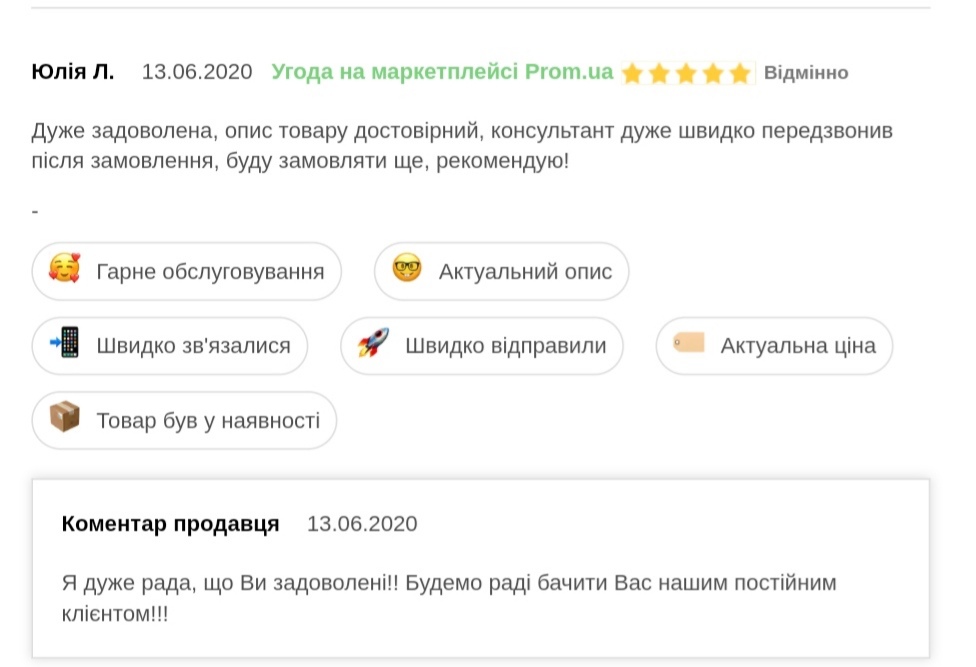 Юлія Л. 13.06.2020 Угода на маркетплейсі Prom.ua Відмінно
Дуже задоволена, опис товару достовірний, консультант дуже швидко передзвонив
після замовлення, буду замовляти ще, рекомендую!
-
Гарне обслуговування Актуальний опис
Швидко зв'язалися Швидко відправили Актуальна ціна
Товар був у наявності
Коментар продавця 13.06.2020
Я дуже рада, що Ви задоволені!! Будемо раді бачити Вас нашим постійним
клієнтом!!!